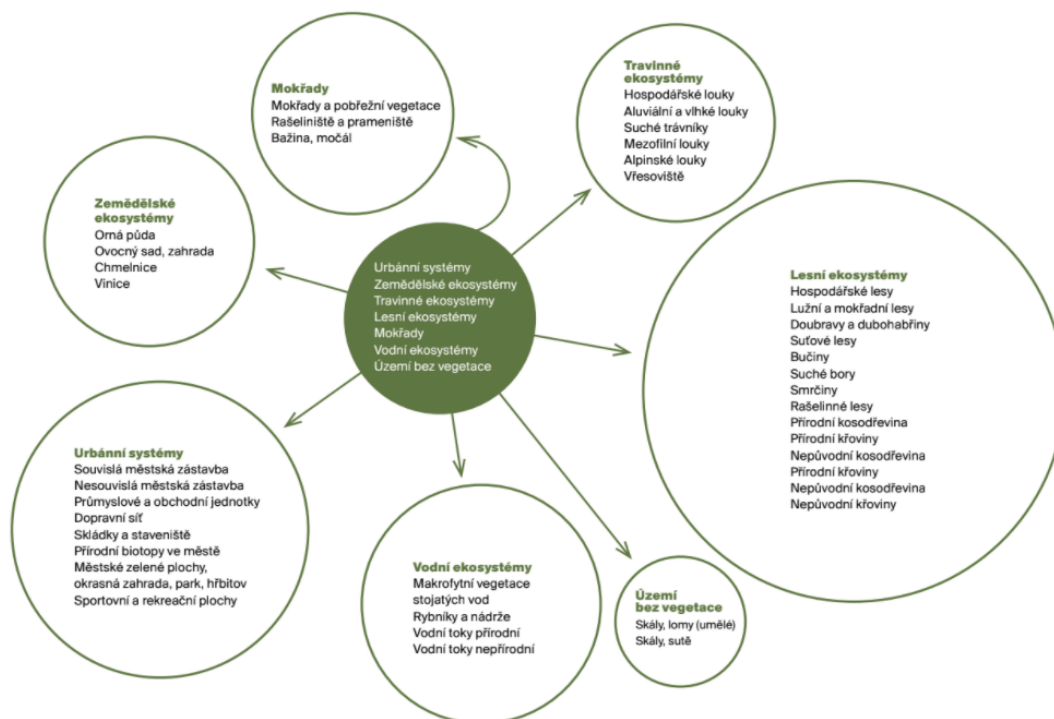 Mokřady
Mokřady a pobřežní vegetace
Rašeliniště a prameniště
Bažina, močál
Travinné
ekosystémy
Hospodářské louky
Aluviální a vlhké louky
Suché trávníky
Mezofilní louky
Alpinské louky
Vřesoviště
Zemědělské
ekosystémy
Orná půda
Ovocný sad, zahrada
Chmelnice
Vinice
Urbánní systémy
Zemědělské ekosystémy
Travinné ekosystémy
Lesní ekosystémy
Mokřady
Vodní ekosystémy
Území bez vegetace
Lesní ekosystémy
Hospodářské lesy
Lužní a mokřadní lesy
Doubravy a dubohabřiny
Suťové lesy
Bučiny
Suché bory
Smrčiny
Rašelinné lesy
Přírodní kosodřevina
Přírodní křoviny
Nepůvodní kosodřevina
Přírodní křoviny
Nepůvodní kosodřevina
Nepůvodní křoviny
Urbánní systémy
Souvislá městská zástavba
Nesouvislá městská zástavba
Průmyslové a obchodní jednotky
Dopravní síť
Skládky a staveniště
Přírodní biotopy ve městě
Městské zelené plochy,
okrasná zahrada, park, hřbitov
Sportovní a rekreační plochy
Vodní ekosystémy
Makrofytní vegetace
stojatých vod
Rybníky a nádrže
Vodní toky přírodní
Vodní toky nepřírodní
Území
bez vegetace
Skály, lomy (umělé)
Skály, sutě